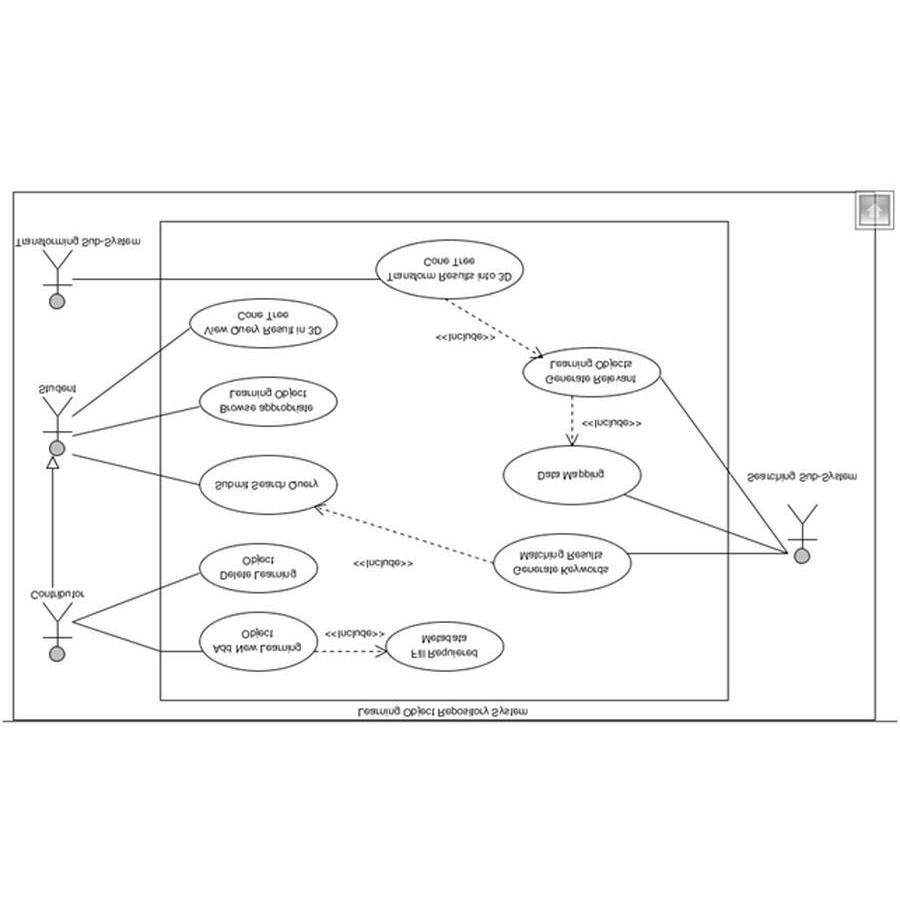 Learning Object Repository System
Add New Learning
Object
<<Include>>
Fill Requiered
Metadata
Contributor
Delete Learning
Object
<<Include>>
Generate Keywords
Matching Results
Submit Search Query
Data Mapping
Searching Sub-System
<<Include>>
Student
Browse appropriate
Learning Object
Generate Relevant
Learning Objects
<<Include>>
View Query Result in 3D
Cone Tree
Transform Results into 3D
Cone Tree
Transforming Sub-System